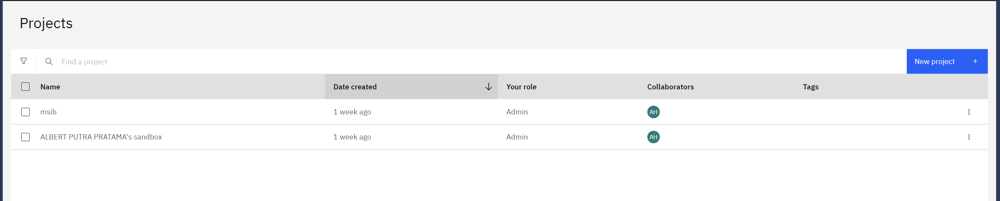 Projects
Find a project
New project +
Name Date created Your role Collaborators Tags
msib 1 week ago Admin AH
ALBERT PUTRA PRATAMA's sandbox 1 week ago Admin AH